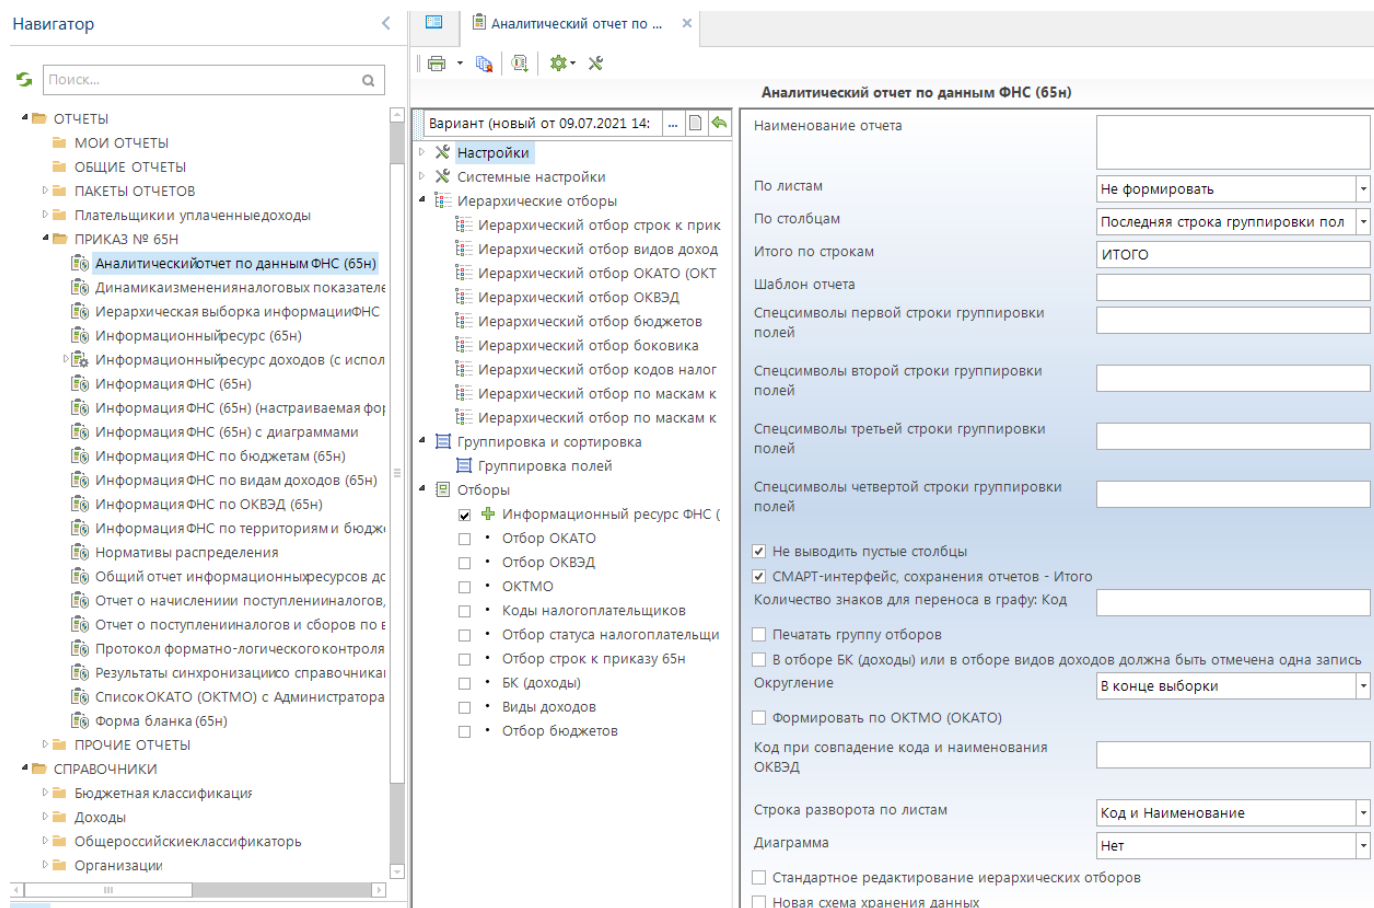 Навигатор
Поиск...
ОТЧЕТЫ
МОИ ОТЧЕТЫ
ОБЩИЕ ОТЧЕТЫ
ПАКЕТЫ ОТЧЕТОВ
Плательщики и уплаченные доходы
ПРИКАЗ № 65Н
Аналитический отчет по данным ФНС (65н)
Динамика изменения налоговых показателе
Иерархическая выборка информации ФНС
Информационный ресурс (65н)
Информационный ресурс доходов (с испол
Информация ФНС (65н)
Информация ФНС (65н) (настраиваемая фор
Информация ФНС (65н) с диаграммами
Информация ФНС по бюджетам (65н)
Информация ФНС по видам доходов (65н)
Информация ФНС по ОКВЭД (65н)
Информация ФНС по территориям и бюдже
Нормативы распределения
Общий отчет информационных ресурсов дс
Отчет о начислении и поступлении налогов,
Отчет о поступлении налогов и сборов по в
Протокол форматно-логического контроля
Результаты синхронизации со справочника
Список ОКАТО (ОКТМО) с Администратора
Форма бланка (65н)
ПРОЧИЕ ОТЧЕТЫ
СПРАВОЧНИКИ
Бюджетная классификация
Доходы
Общероссийские классификаторь
Организации
Аналитический отчет по ...
Аналитический отчет по данным ФНС (65н)
Вариант (новый от 09.07.2021 14: ...
Настройки
Системные настройки
Иерархические отборы
Иерархический отбор строк к прик
Иерархический отбор видов доход
Иерархический отбор ОКАТО (ОКТ
Иерархический отбор ОКВЭД
Иерархический отбор бюджетов
Иерархический отбор боковика
Иерархический отбор кодов налог
Иерархический отбор по маскам к
Иерархический отбор по маскам к
Группировка и сортировка
Группировка полей
Отборы
Информационный ресурс ФНС (
Отбор ОКАТО
Отбор ОКВЭД
ОКТМО
Коды налогоплательщиков
Отбор статуса налогоплательщи
Отбор строк к приказу 65н
БК (доходы)
Виды доходов
Отбор бюджетов
Наименование отчета
По листам Не формировать
По столбцам Последняя строка группировки пол
Итого по строкам ИТОГО
Шаблон отчета
Спецсимволы первой строки группировки
полей
Спецсимволы второй строки группировки
полей
Спецсимволы третьей строки группировки
полей
Спецсимволы четвертой строки группировки
полей
Не выводить пустые столбцы
СМАРТ-интерфейс, сохранения отчетов - Итого
Количество знаков для переноса в графу: Код
Печатать группу отборов
В отборе БК (доходы) или в отборе видов доходов должна быть отмечена одна запись
Округление В конце выборки
Формировать по ОКТМО (ОКАТО)
Код при совпадение кода и наименования
ОКВЭД
Строка разворота по листам Код и Наименование
Диаграмма Нет
Стандартное редактирование иерархических отборов
Новая схема хранения данных